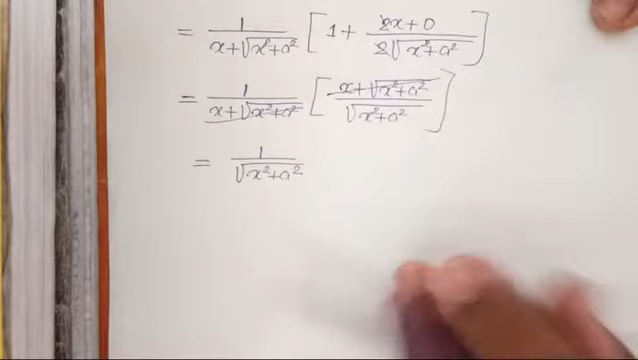 = 1/(x+√(x²+a²)) [1 + (2x+0)/(2√(x²+a²))]
= 1/(x+√(x²+a²)) [(x+√(x²+a²))/√(x²+a²)]
= 1/√(x²+a²)